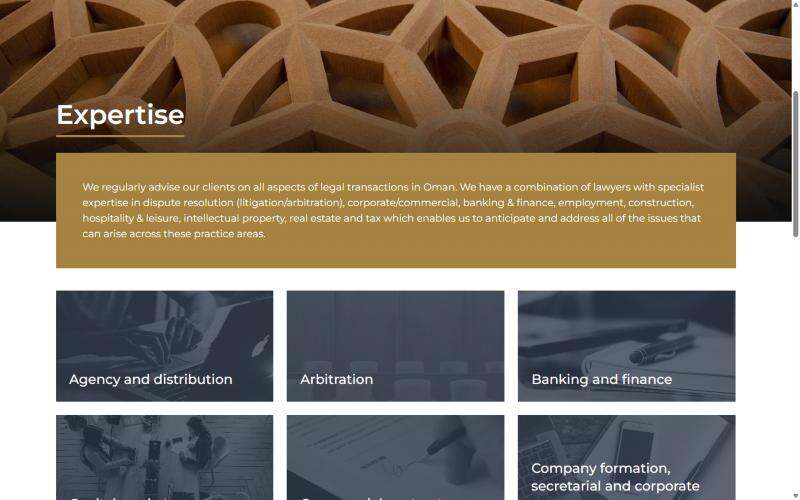 Expertise
We regularly advise our clients on all aspects of legal transactions in Oman. We have a combination of lawyers with specialist
expertise in dispute resolution (litigation/arbitration), corporate/commercial, banking & finance, employment, construction,
hospitality & leisure, intellectual property, real estate and tax which enables us to anticipate and address all of the issues that
can arise across these practice areas.
Agency and distribution
Arbitration
Banking and finance
Company formation,
secretarial and corporate